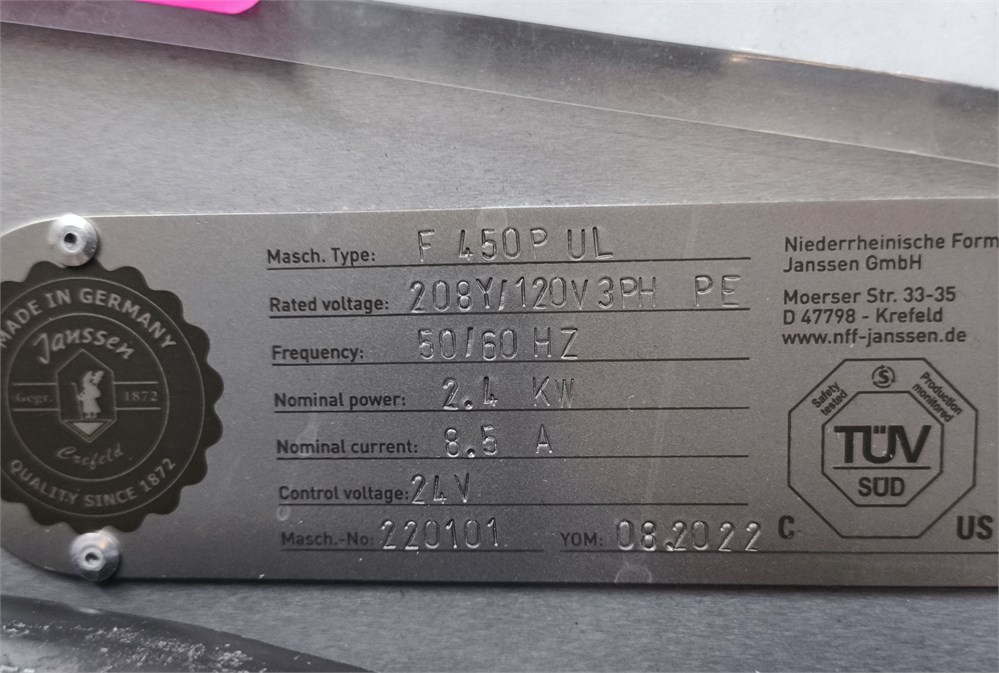 Masch. Type: F 450P UL
Rated voltage: 208Y/120V 3PH PE
Frequency: 50/60 HZ
Nominal power: 2.4 KW
Nominal current: 8.5 A
Control voltage: 24V
Masch.-No: 220101 YOM: 08.2022
Niederrheinische Form
Janssen GmbH
Moerser Str. 33-35
D 47798 - Krefeld
www.nff-janssen.de
MADE IN GERMANY
Janssen
Gegr. 1872
Crefeld
QUALITY SINCE 1872
Safety tested
S
Production monitored
TÜV
SÜD
C US